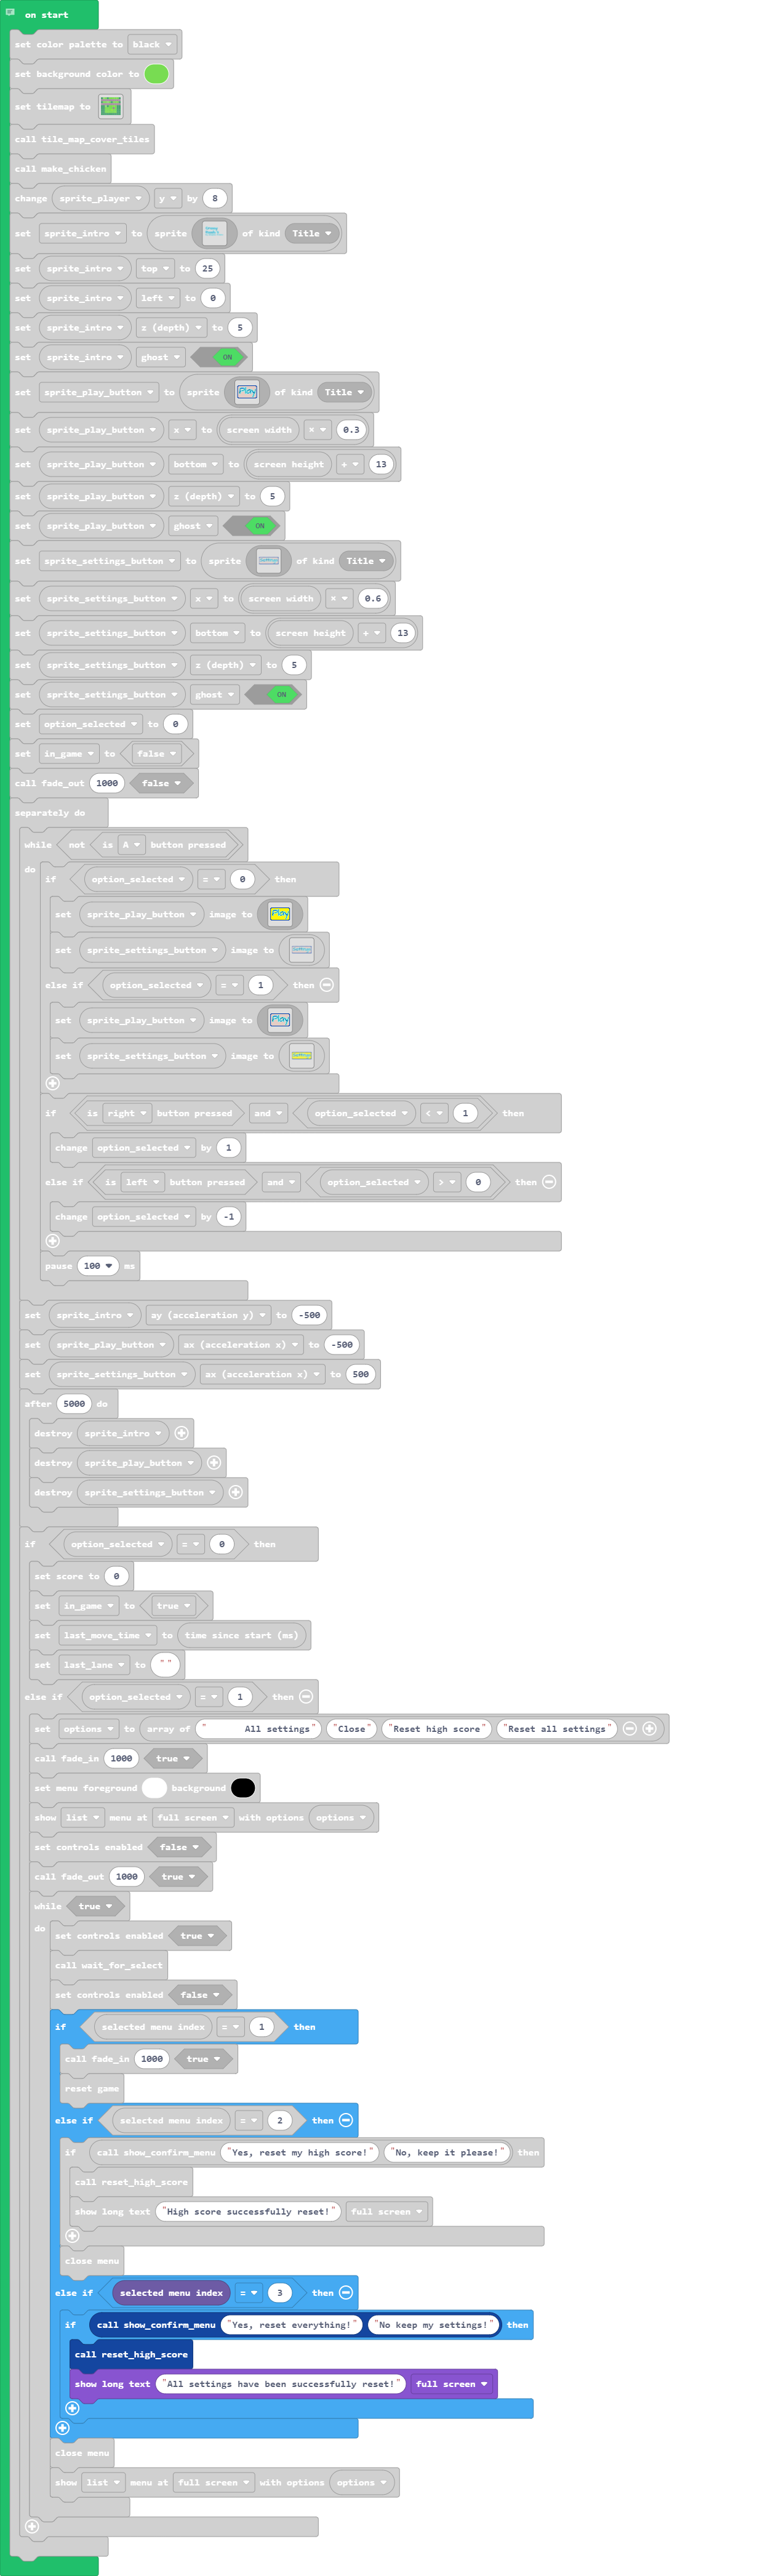 on start
set color palette to black
set background color to
set tilemap to
call tile_map_cover_tiles
call make_chicken
change sprite_player y by 8
set sprite_intro to sprite of kind Title
set sprite_intro top to 25
set sprite_intro left to 0
set sprite_intro z (depth) to 5
set sprite_intro ghost ON
set sprite_play_button to sprite Play of kind Title
set sprite_play_button x to screen width × 0.3
set sprite_play_button bottom to screen height + 13
set sprite_play_button z (depth) to 5
set sprite_play_button ghost ON
set sprite_settings_button to sprite Settings of kind Title
set sprite_settings_button x to screen width × 0.6
set sprite_settings_button bottom to screen height + 13
set sprite_settings_button z (depth) to 5
set sprite_settings_button ghost ON
set option_selected to 0
set in_game to false
call fade_out 1000 false
separately do
while not is A button pressed
do
if option_selected = 0 then
set sprite_play_button image to Play
set sprite_settings_button image to Settings
else if option_selected = 1 then
set sprite_play_button image to Play
set sprite_settings_button image to Settings
if is right button pressed and option_selected < 1 then
change option_selected by 1
else if is left button pressed and option_selected > 0 then
change option_selected by -1
pause 100 ms
set sprite_intro ay (acceleration y) to -500
set sprite_play_button ax (acceleration x) to -500
set sprite_settings_button ax (acceleration x) to 500
after 5000 do
destroy sprite_intro
destroy sprite_play_button
destroy sprite_settings_button
if option_selected = 0 then
set score to 0
set in_game to true
set last_move_time to time since start (ms)
set last_lane to ""
else if option_selected = 1 then
set options to array of " All settings" "Close" "Reset high score" "Reset all settings"
call fade_in 1000 true
set menu foreground background
show list menu at full screen with options options
set controls enabled false
call fade_out 1000 true
while true
do
set controls enabled true
call wait_for_select
set controls enabled false
if selected menu index = 1 then
call fade_in 1000 true
reset game
else if selected menu index = 2 then
if call show_confirm_menu "Yes, reset my high score!" "No, keep it please!" then
call reset_high_score
show long text "High score successfully reset!" full screen
close menu
else if selected menu index = 3 then
if call show_confirm_menu "Yes, reset everything!" "No keep my settings!" then
call reset_high_score
show long text "All settings have been successfully reset!" full screen
close menu
show list menu at full screen with options options